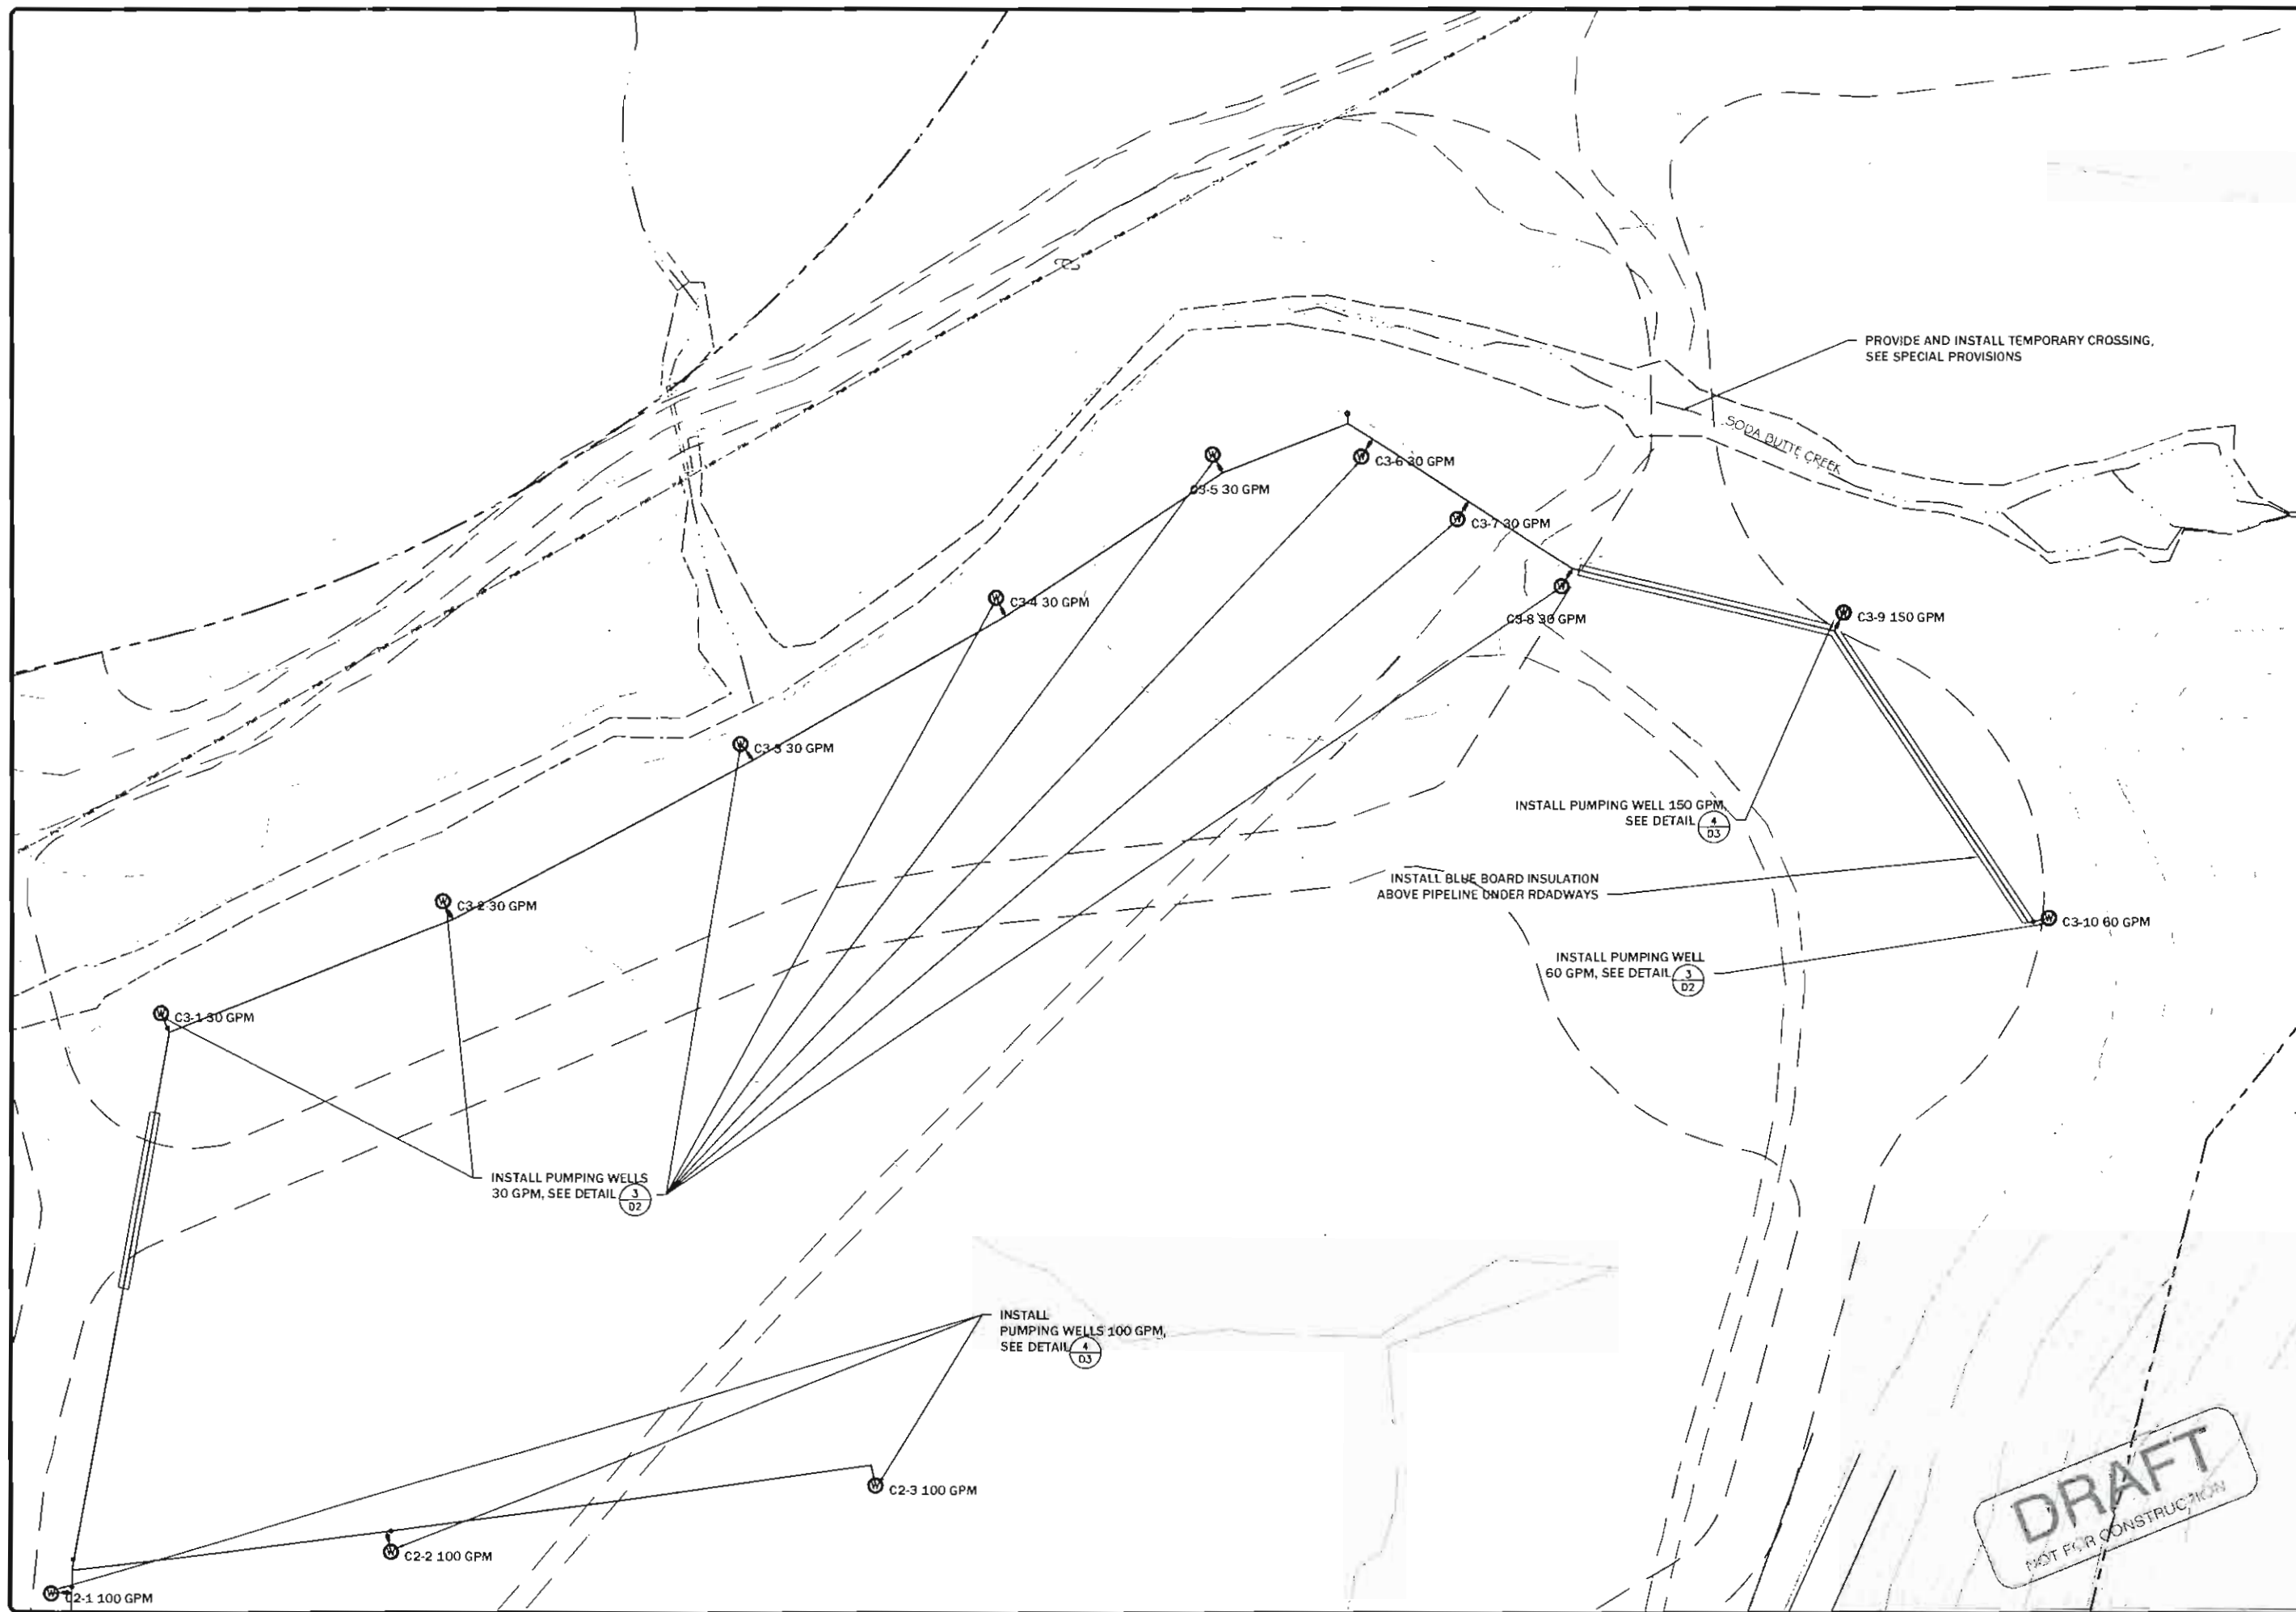 PROVIDE AND INSTALL TEMPORARY CROSSING,
SEE SPECIAL PROVISIONS
SODA BUTTE CREEK
C3-6 30 GPM
C3-5 30 GPM
C3-7 30 GPM
C3-4 30 GPM
C3-8 30 GPM
C3-9 150 GPM
C3-3 30 GPM
INSTALL PUMPING WELL 150 GPM,
SEE DETAIL 4
D3
INSTALL BLUE BOARD INSULATION
ABOVE PIPELINE UNDER ROADWAYS
C3-2 30 GPM
C3-10 60 GPM
INSTALL PUMPING WELL
60 GPM, SEE DETAIL 3
D2
C3-1 30 GPM
INSTALL PUMPING WELLS
30 GPM, SEE DETAIL 3
D2
INSTALL
PUMPING WELLS 100 GPM,
SEE DETAIL 4
D3
C2-3 100 GPM
C2-2 100 GPM
C2-1 100 GPM
DRAFT
NOT FOR CONSTRUCTION